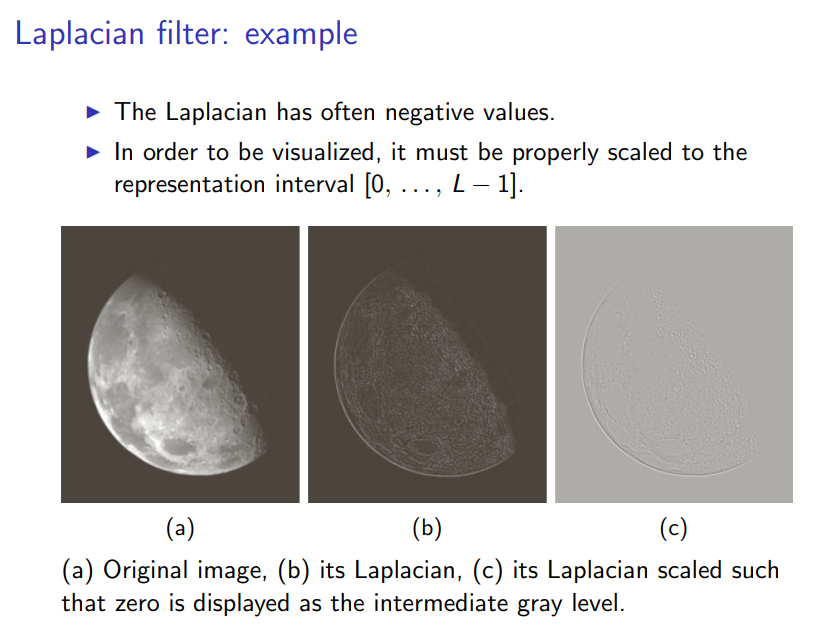 Laplacian filter: example
▶ The Laplacian has often negative values.
▶ In order to be visualized, it must be properly scaled to the
representation interval [0, ..., L − 1].
(a) (b) (c)
(a) Original image, (b) its Laplacian, (c) its Laplacian scaled such
that zero is displayed as the intermediate gray level.